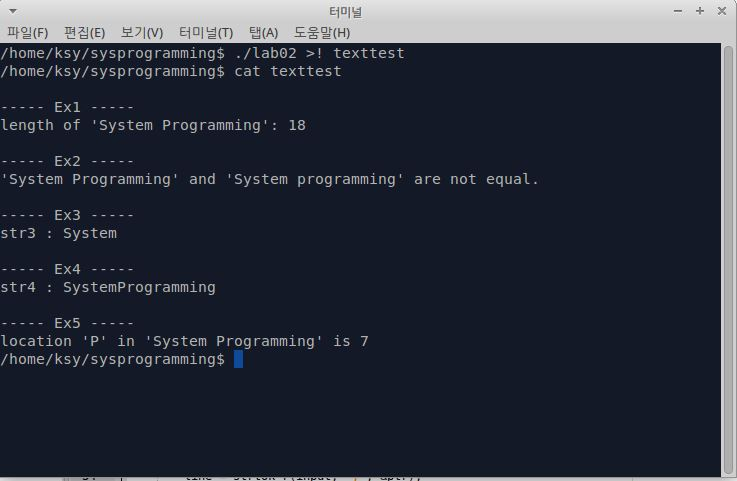 터미널
파일(F) 편집(E) 보기(V) 터미널(T) 탭(A) 도움말(H)
/home/ksy/sysprogramming$ ./lab02 >! texttest
/home/ksy/sysprogramming$ cat texttest
----- Ex1 -----
length of 'System Programming': 18
----- Ex2 -----
'System Programming' and 'System programming' are not equal.
----- Ex3 -----
str3 : System
----- Ex4 -----
str4 : SystemProgramming
----- Ex5 -----
location 'P' in 'System Programming' is 7
/home/ksy/sysprogramming$